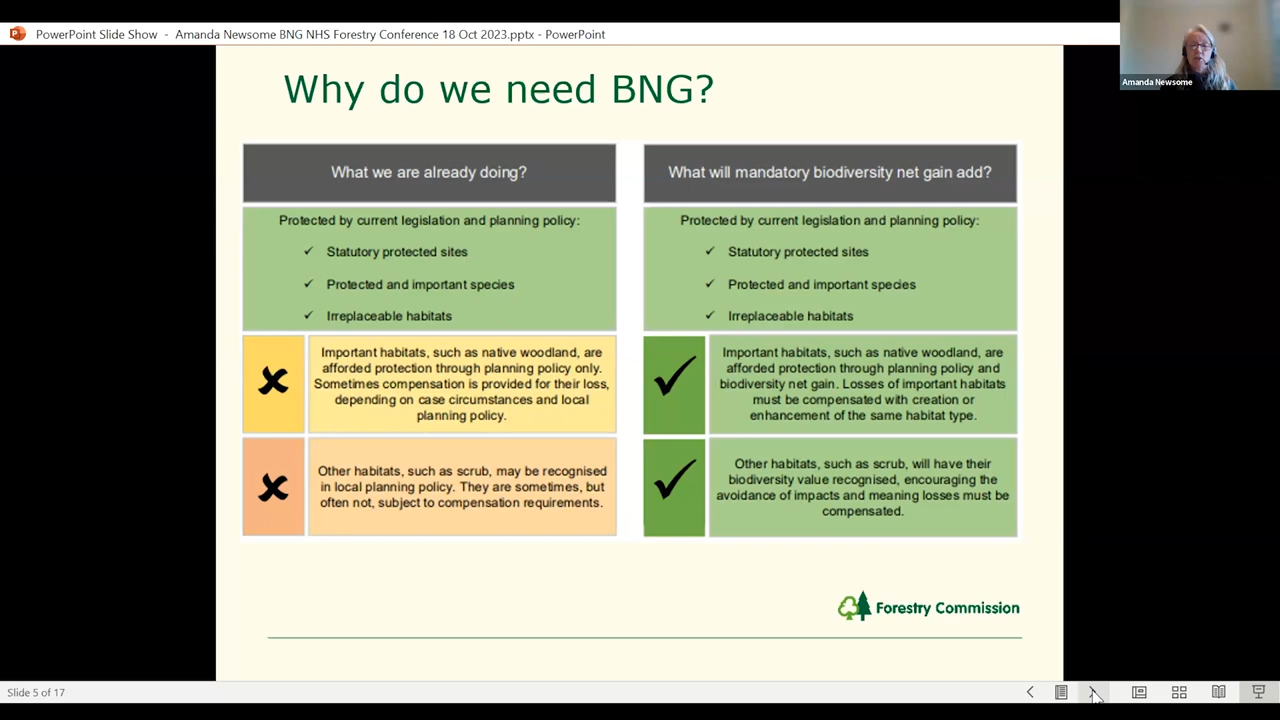 PowerPoint Slide Show - Amanda Newsome BNG NHS Forestry Conference 18 Oct 2023.pptx - PowerPoint
Amanda Newsome
Why do we need BNG?
What we are already doing?
Protected by current legislation and planning policy:
✓ Statutory protected sites
✓ Protected and important species
✓ Irreplaceable habitats
Important habitats, such as native woodland, are
afforded protection through planning policy only.
Sometimes compensation is provided for their loss,
depending on case circumstances and local
planning policy.
Other habitats, such as scrub, may be recognised
in local planning policy. They are sometimes, but
often not, subject to compensation requirements.
What will mandatory biodiversity net gain add?
Protected by current legislation and planning policy:
✓ Statutory protected sites
✓ Protected and important species
✓ Irreplaceable habitats
Important habitats, such as native woodland, are
afforded protection through planning policy and
biodiversity net gain. Losses of important habitats
must be compensated with creation or
enhancement of the same habitat type.
Other habitats, such as scrub, will have their
biodiversity value recognised, encouraging the
avoidance of impacts and meaning losses must be
compensated.
Forestry Commission
Slide 5 of 17